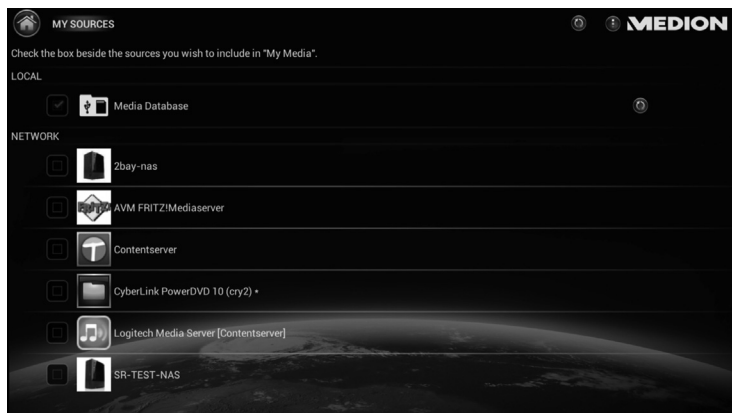 MY SOURCES
MEDION
Check the box beside the sources you wish to include in "My Media".
LOCAL
Media Database
NETWORK
2bay-nas
AVM FRITZ!Mediaserver
Contentserver
CyberLink PowerDVD 10 (cry2) •
Logitech Media Server [Contentserver]
SR-TEST-NAS